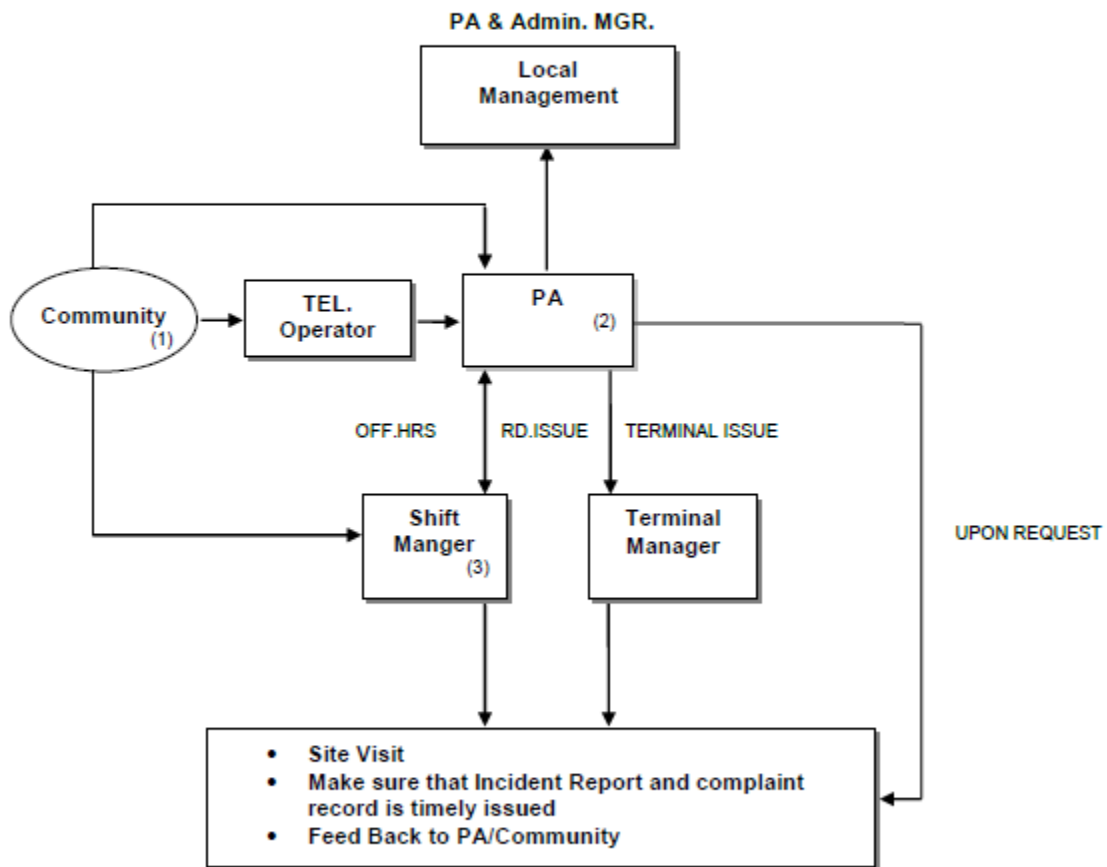 PA & Admin. MGR.
Local
Management
Community
(1)
TEL.
Operator
PA
(2)
OFF.HRS
RD.ISSUE
TERMINAL ISSUE
Shift
Manger
(3)
Terminal
Manager
UPON REQUEST
• Site Visit
• Make sure that Incident Report and complaint
record is timely issued
• Feed Back to PA/Community